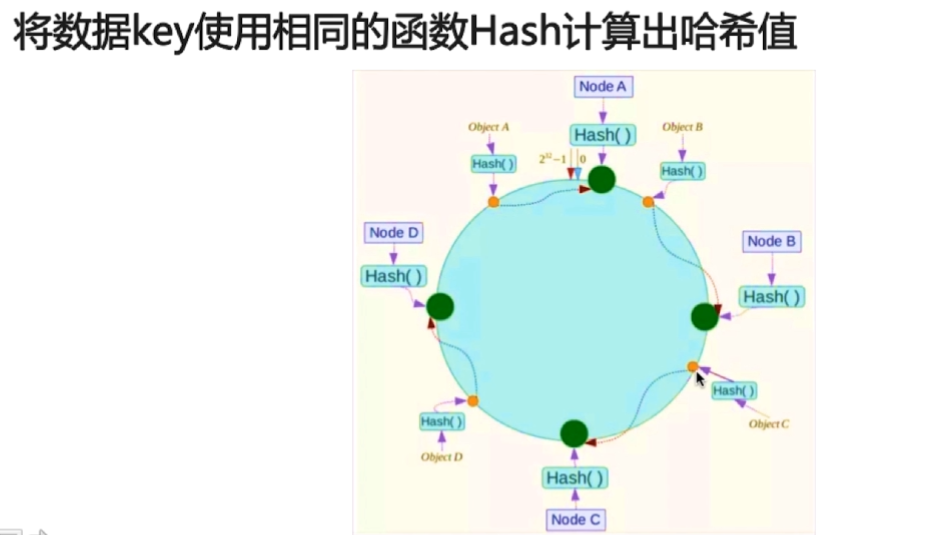 将数据key使用相同的函数Hash计算出哈希值
Node A
Hash( )
Object A
Hash( )
2³²−1
0
Object B
Hash( )
Node D
Hash( )
Node B
Hash( )
Hash( )
Object C
Hash( )
Object D
Hash( )
Node C